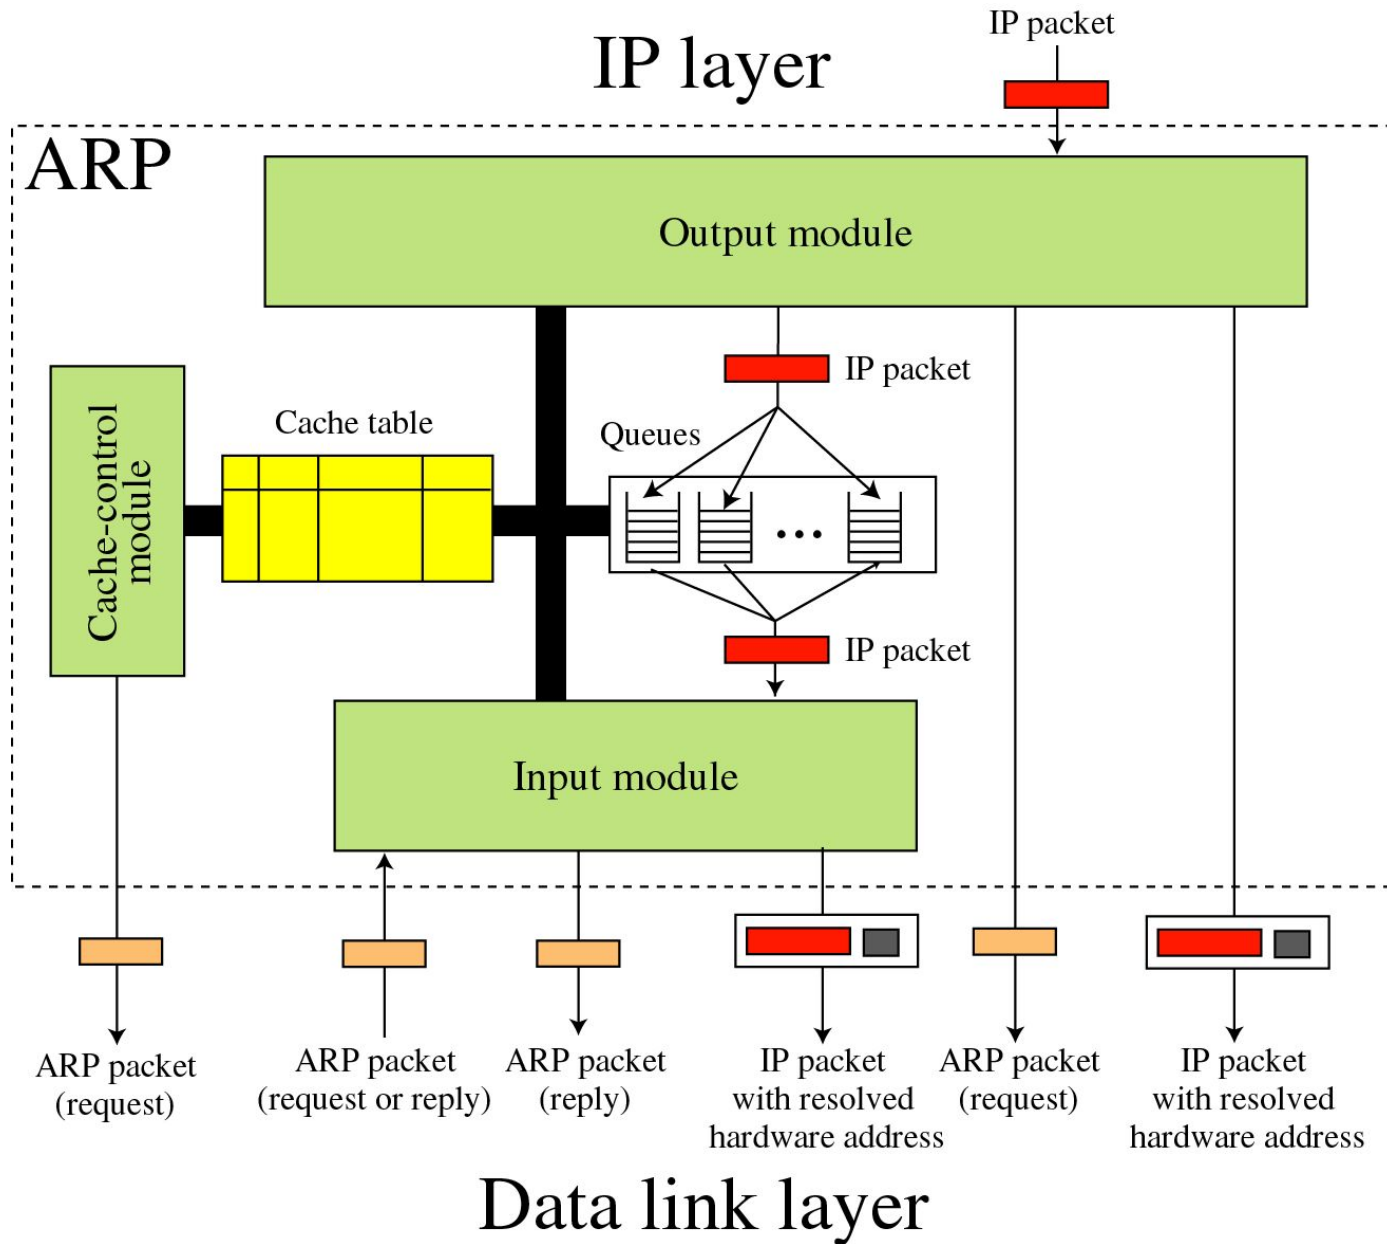 IP packet
IP layer
ARP
Output module
IP packet
Cache table
Queues
Cache-control
module
...
IP packet
Input module
ARP packet
(request)
ARP packet
(request or reply)
ARP packet
(reply)
IP packet
with resolved
hardware address
ARP packet
(request)
IP packet
with resolved
hardware address
Data link layer